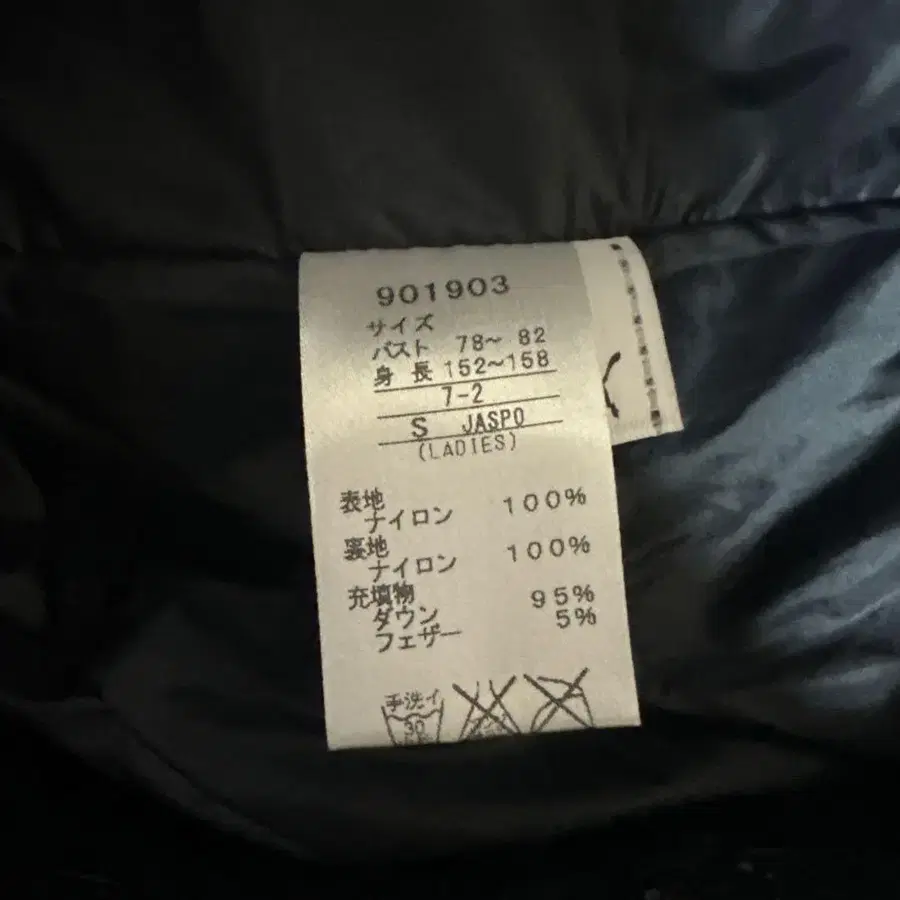 901903
サイズ
バスト 78～ 82
身 長 152～158
7-2
S JASPO
(LADIES)
表地
ナイロン 100%
裏地
ナイロン 100%
充填物
ダウン 95%
フェザー 5%
手洗イ
30